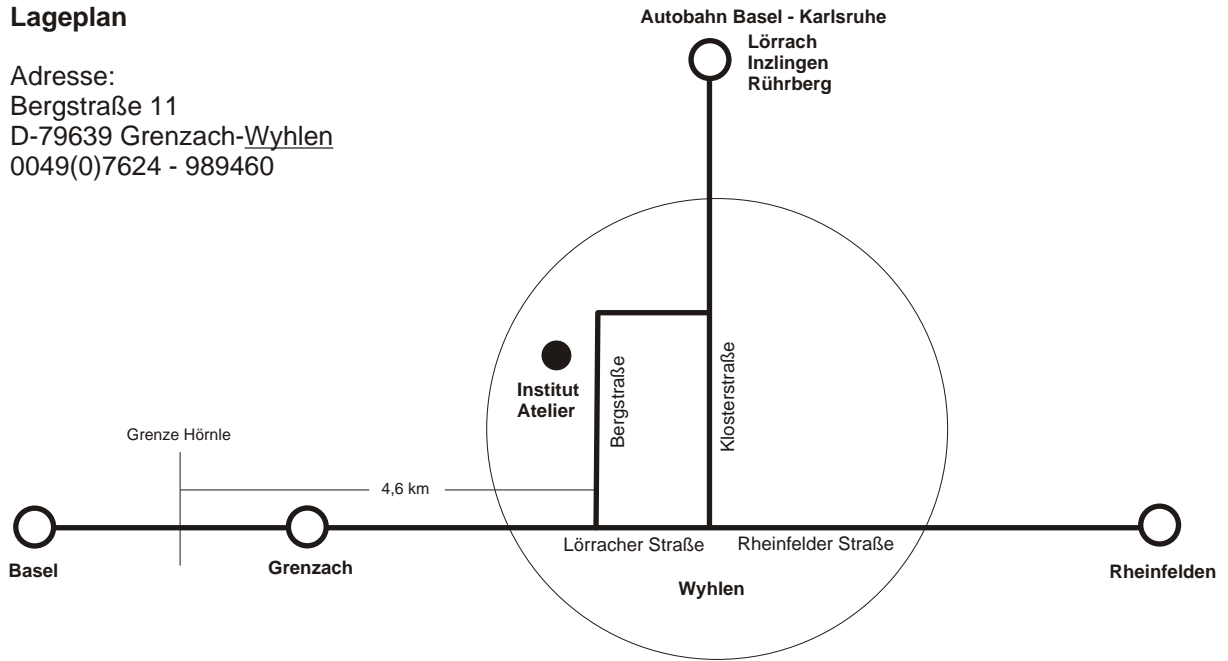 Lageplan
Adresse:
Bergstraße 11
D-79639 Grenzach-Wyhlen
0049(0)7624 - 989460
Autobahn Basel - Karlsruhe
Lörrach
Inzlingen
Rührberg
Institut
Atelier
Bergstraße
Klosterstraße
Grenze Hörnle
4,6 km
Lörracher Straße
Rheinfelder Straße
Basel
Grenzach
Wyhlen
Rheinfelden